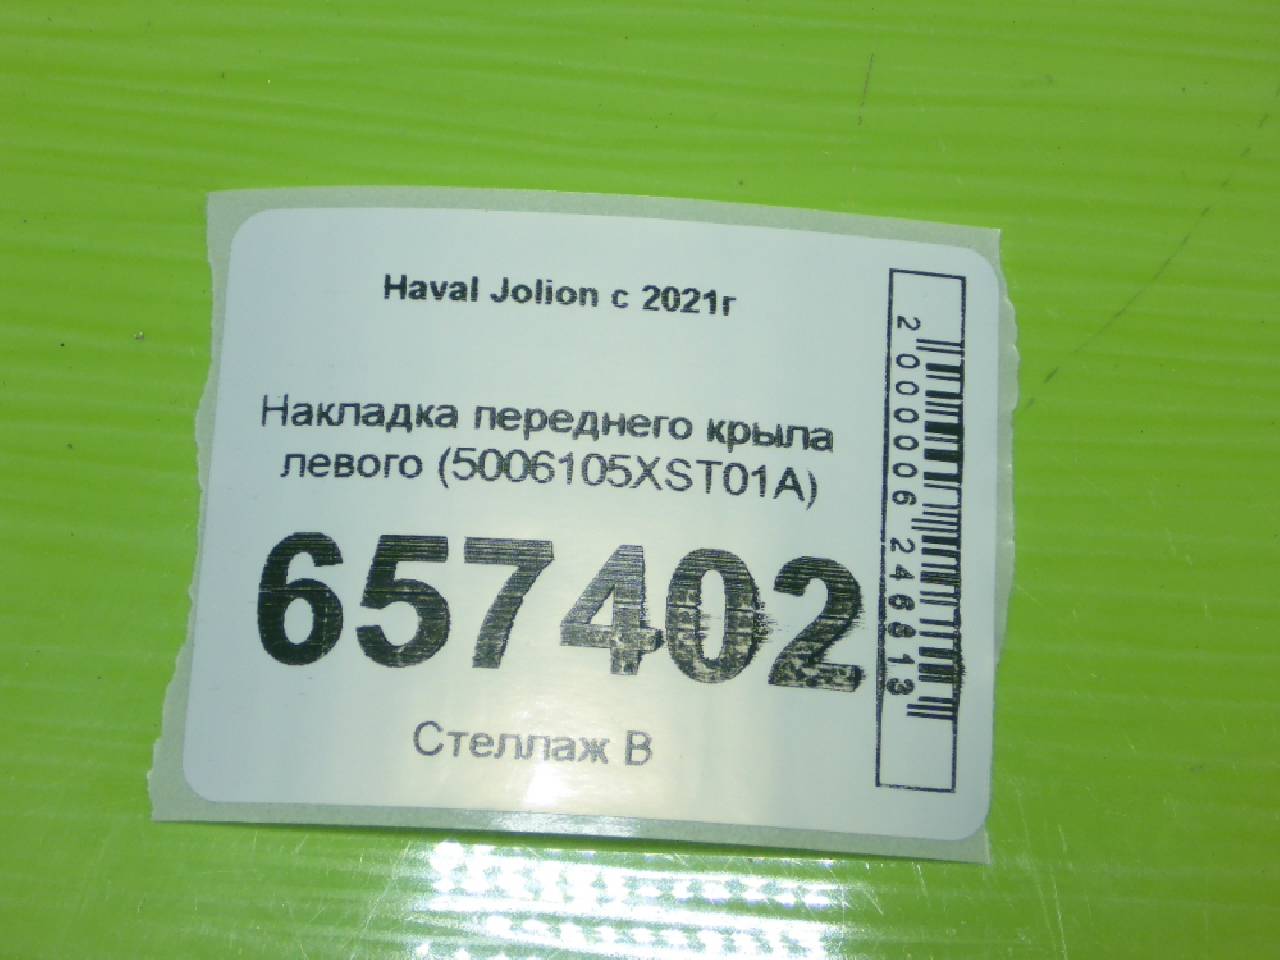 Haval Jolion с 2021г
Накладка переднего крыла
левого (5006105XST01A)
657402
Стеллаж В
2000006246613